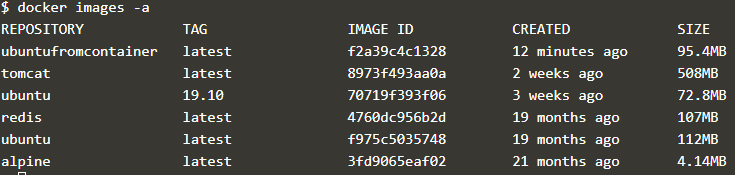 $ docker images -a
REPOSITORY TAG IMAGE ID CREATED SIZE
ubuntufromcontainer latest f2a39c4c1328 12 minutes ago 95.4MB
tomcat latest 8973f493aa0a 2 weeks ago 508MB
ubuntu 19.10 70719f393f06 3 weeks ago 72.8MB
redis latest 4760dc956b2d 19 months ago 107MB
ubuntu latest f975c5035748 19 months ago 112MB
alpine latest 3fd9065eaf02 21 months ago 4.14MB